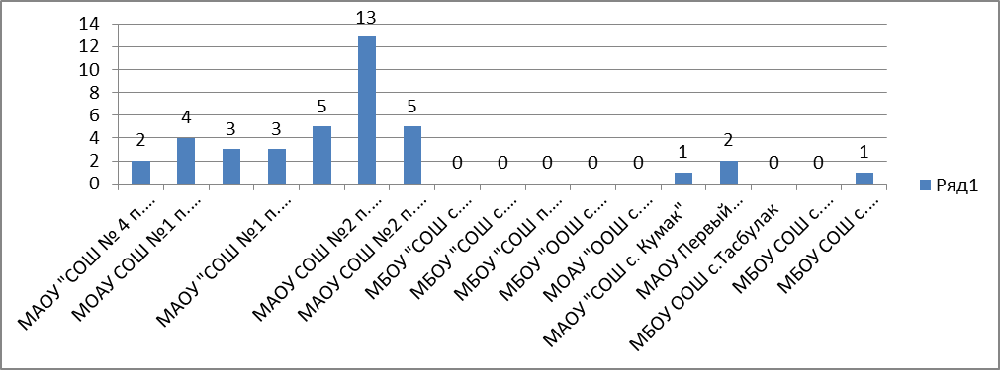 14
12
10
8
6
4
2
0
2
4
3
3
5
13
5
0
0
0
0
0
1
2
0
0
1
МАОУ "СОШ № 4 п....
МОАУ СОШ №1 п....
МАОУ "СОШ №1 п....
МАОУ СОШ №2 п....
МАОУ СОШ №2 п....
МБОУ "СОШ с....
МБОУ "СОШ с....
МБОУ "СОШ п....
МБОУ "ООШ с....
МОАУ "ООШ с....
МАОУ "СОШ с. Кумак"
МАОУ Первый...
МБОУ ООШ с.Тасбулак
МБОУ СОШ с....
МБОУ СОШ с....
Ряд1